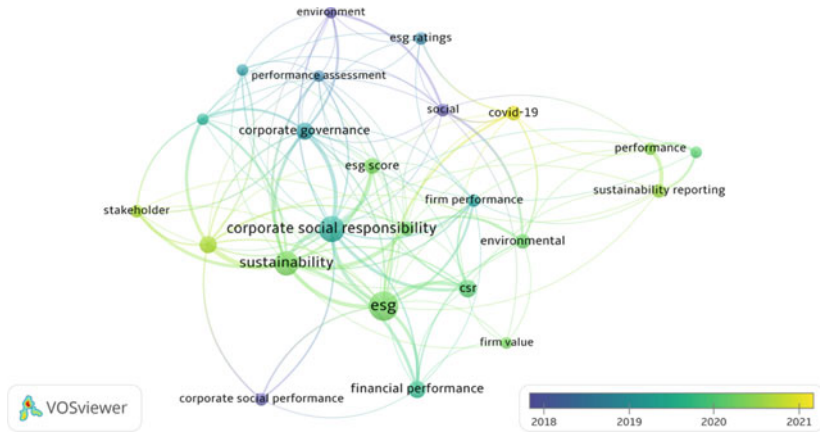 environment
esg ratings
performance assessment
social
covid-19
corporate governance
performance
esg score
sustainability reporting
firm performance
stakeholder
corporate social responsibility
environmental
sustainability
csr
esg
firm value
financial performance
corporate social performance
VOSviewer
2018 2019 2020 2021